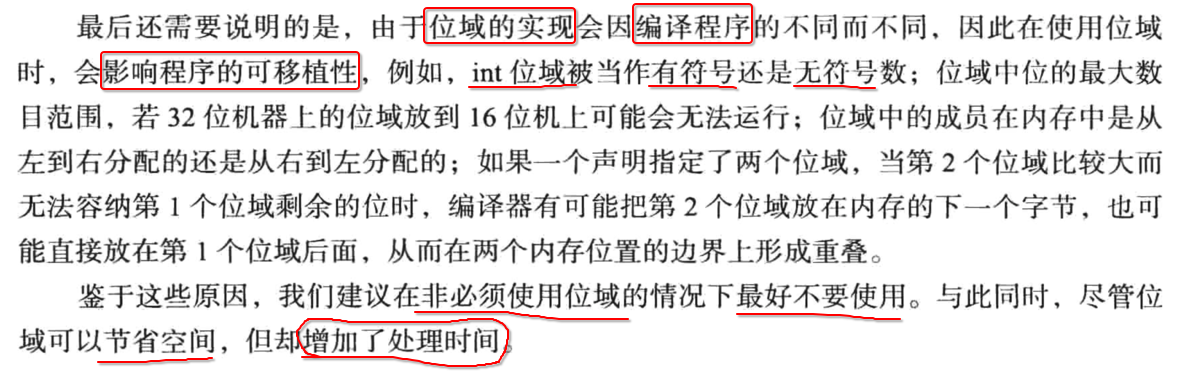 最后还需要说明的是，由于位域的实现会因编译程序的不同而不同，因此在使用位域
时，会影响程序的可移植性，例如，int 位域被当作有符号还是无符号数；位域中位的最大数
目范围，若 32 位机器上的位域放到 16 位机上可能会无法运行；位域中的成员在内存中是从
左到右分配的还是从右到左分配的；如果一个声明指定了两个位域，当第 2 个位域比较大而
无法容纳第 1 个位域剩余的位时，编译器有可能把第 2 个位域放在内存的下一个字节，也可
能直接放在第 1 个位域后面，从而在两个内存位置的边界上形成重叠。
鉴于这些原因，我们建议在非必须使用位域的情况下最好不要使用。与此同时，尽管位
域可以节省空间，但却增加了处理时间。